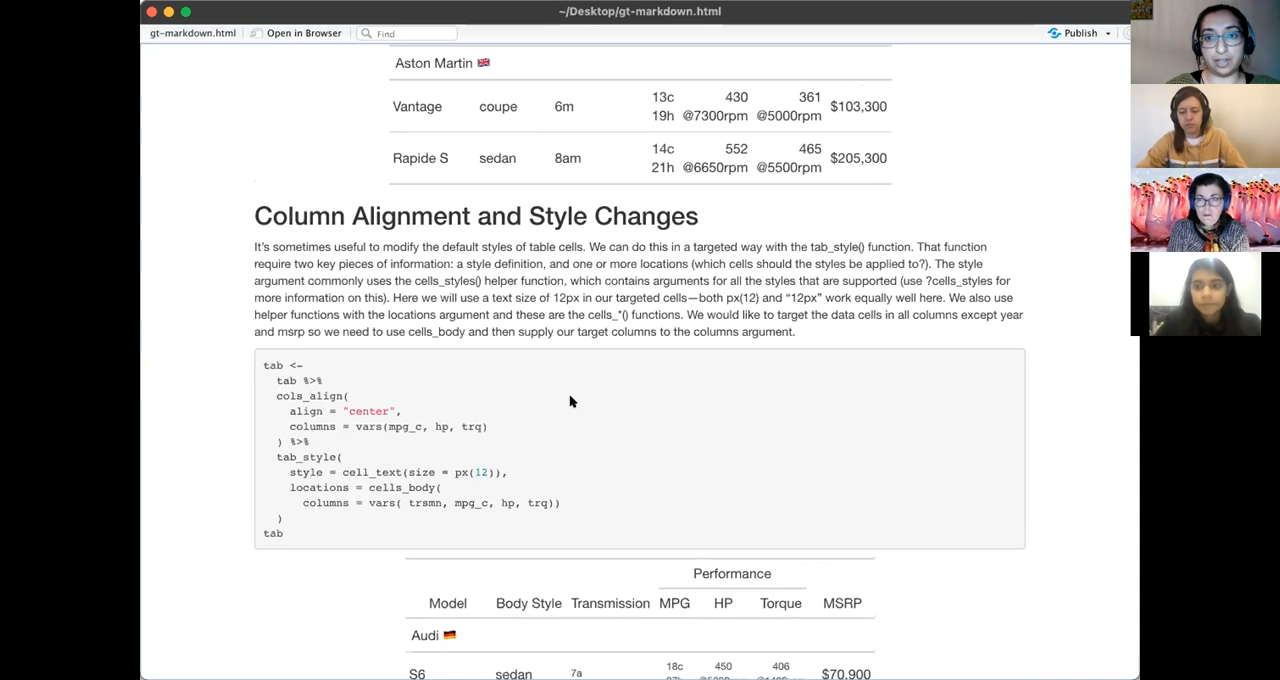 ~/Desktop/gt-markdown.html
gt-markdown.html Open in Browser Find Publish
Aston Martin 🇬🇧
Vantage coupe 6m 13c 430 361 $103,300
19h @7300rpm @5000rpm
Rapide S sedan 8am 14c 552 465 $205,300
21h @6650rpm @5500rpm
Column Alignment and Style Changes
It's sometimes useful to modify the default styles of table cells. We can do this in a targeted way with the tab_style() function. That function
require two key pieces of information: a style definition, and one or more locations (which cells should the styles be applied to?). The style
argument commonly uses the cells_styles() helper function, which contains arguments for all the styles that are supported (use ?cells_styles for
more information on this). Here we will use a text size of 12px in our targeted cells—both px(12) and “12px” work equally well here. We also use
helper functions with the locations argument and these are the cells_*() functions. We would like to target the data cells in all columns except year
and msrp so we need to use cells_body and then supply our target columns to the columns argument.
tab <-
  tab %>%
  cols_align(
    align = "center",
    columns = vars(mpg_c, hp, trq)
  ) %>%
  tab_style(
    style = cell_text(size = px(12)),
    locations = cells_body(
      columns = vars( trsmn, mpg_c, hp, trq))
  )
tab
Performance
Model Body Style Transmission MPG HP Torque MSRP
Audi 🇩🇪
S6 sedan 7a 18c 450 406 $70,900